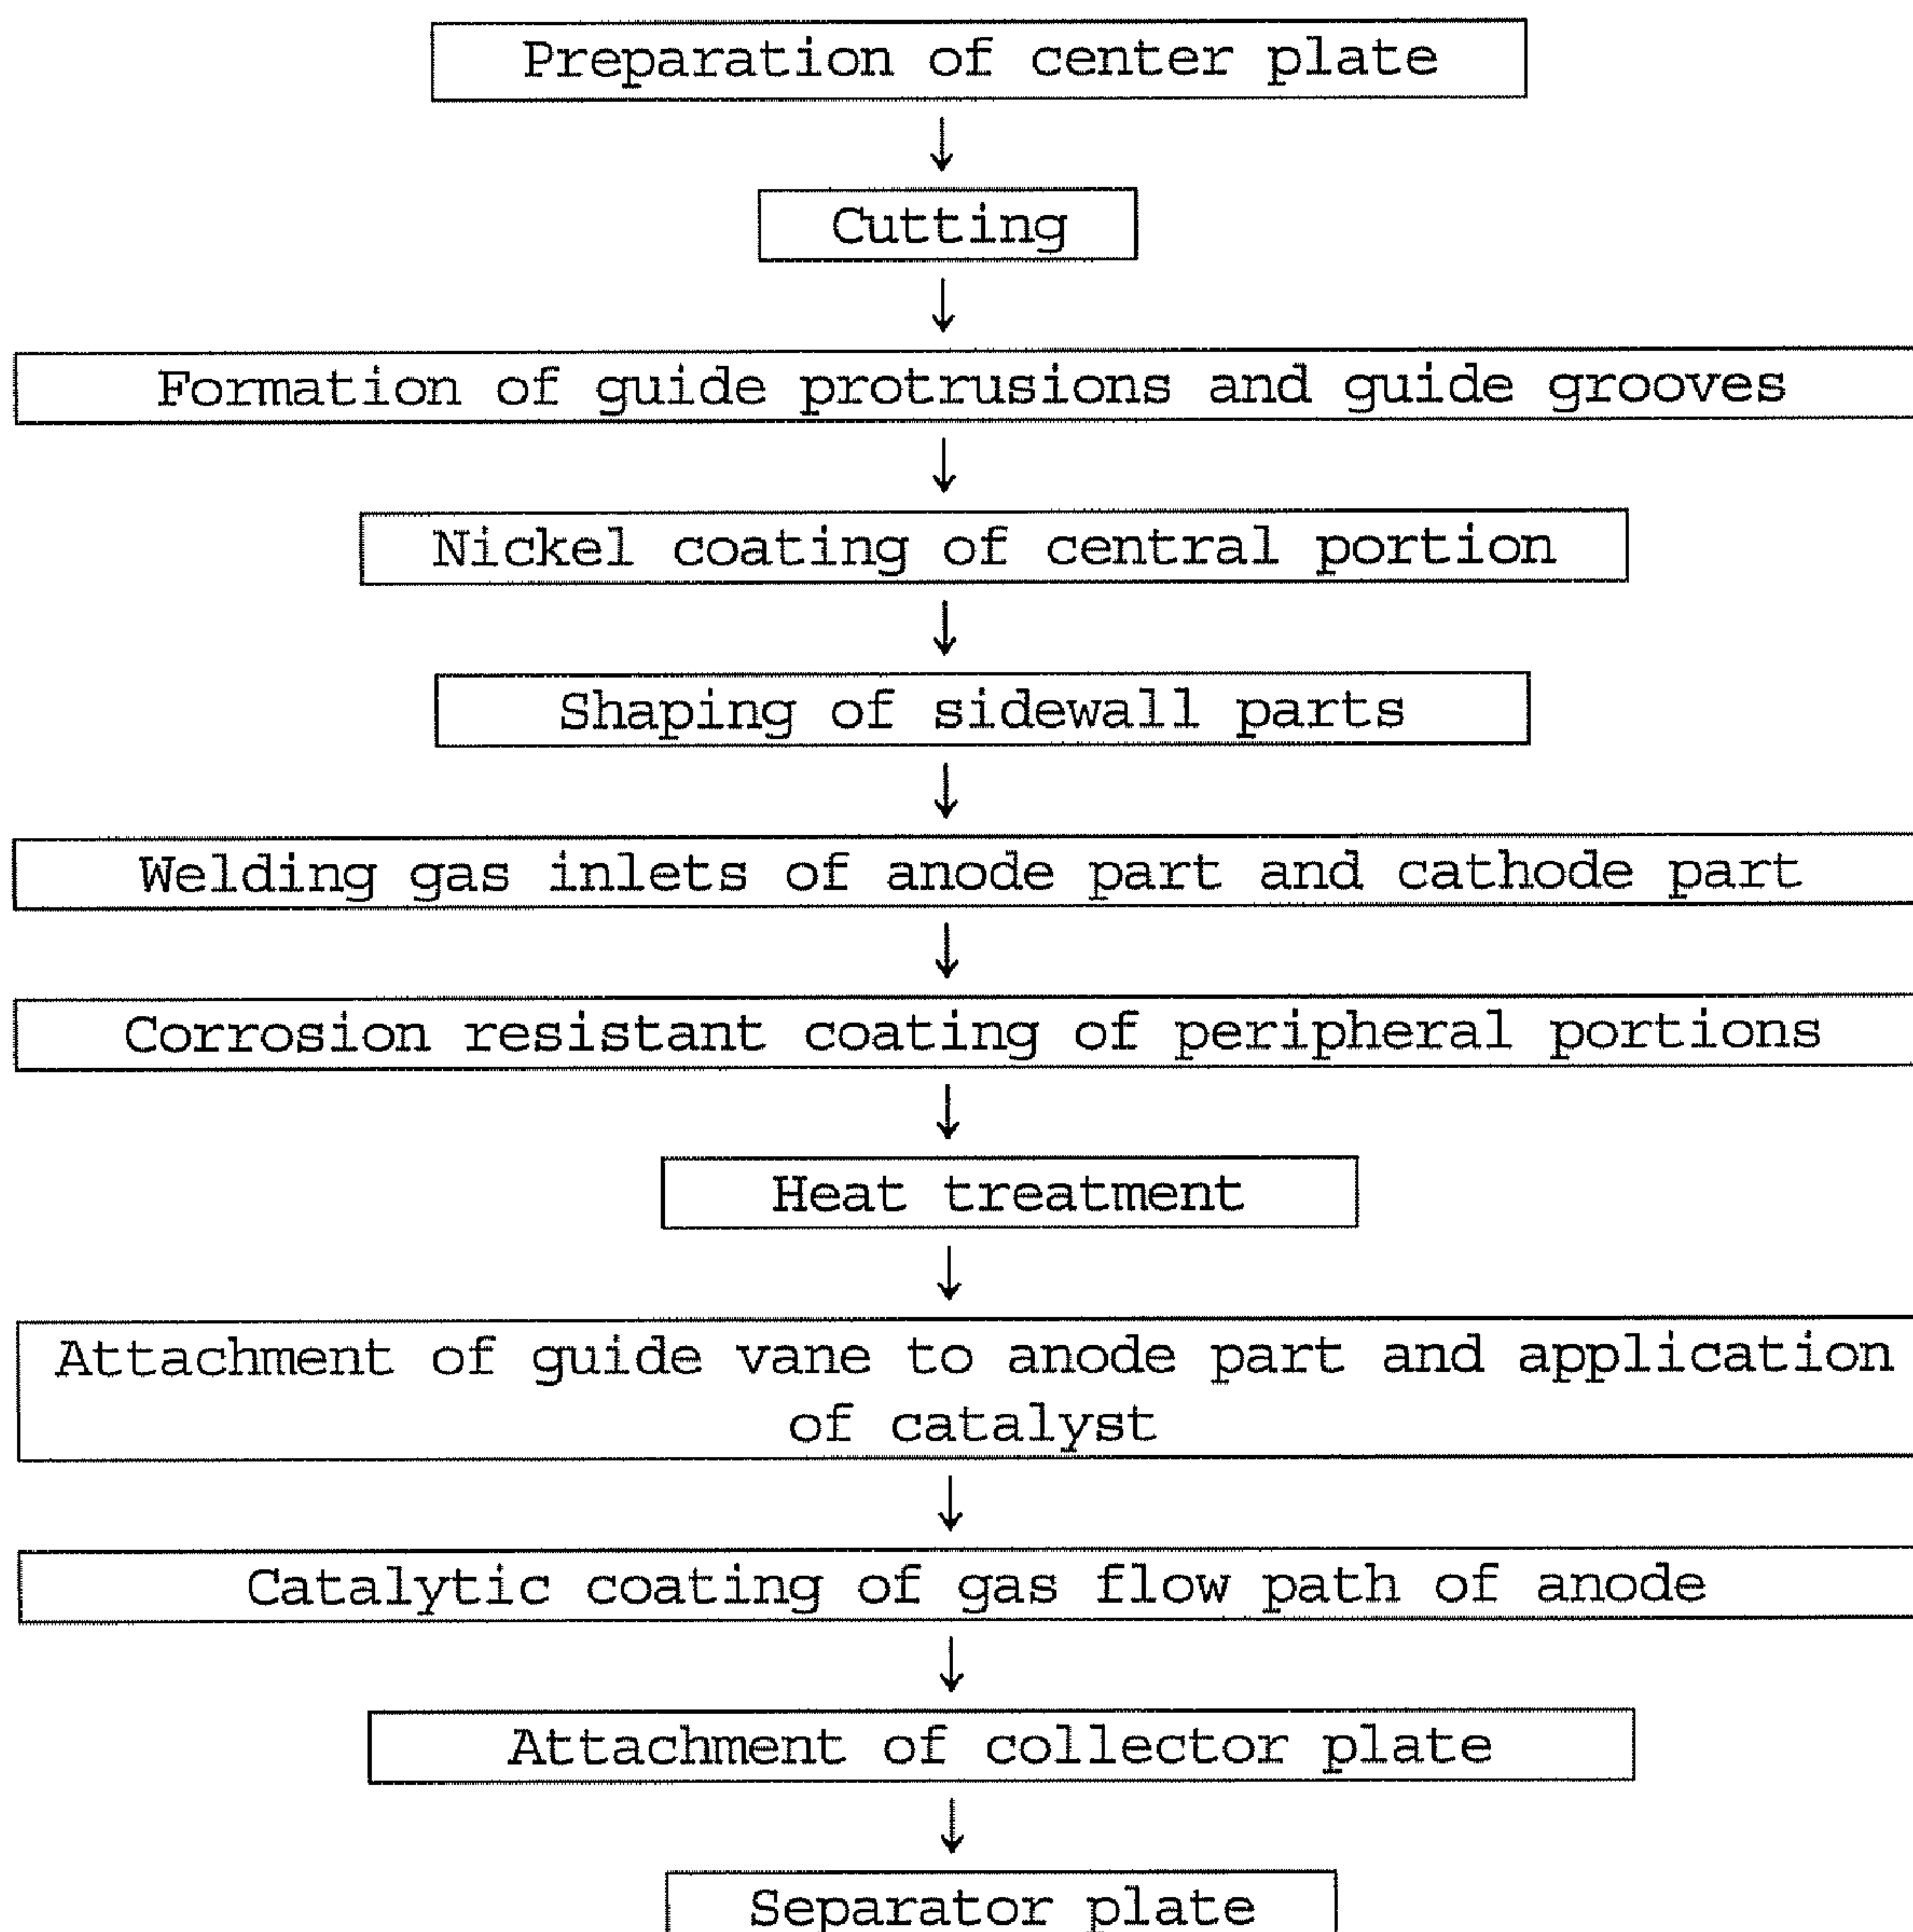 Preparation of center plate
Cutting
Formation of guide protrusions and guide grooves
Nickel coating of central portion
Shaping of sidewall parts
Welding gas inlets of anode part and cathode part
Corrosion resistant coating of peripheral portions
Heat treatment
Attachment of guide vane to anode part and application
of catalyst
Catalytic coating of gas flow path of anode
Attachment of collector plate
Separator plate